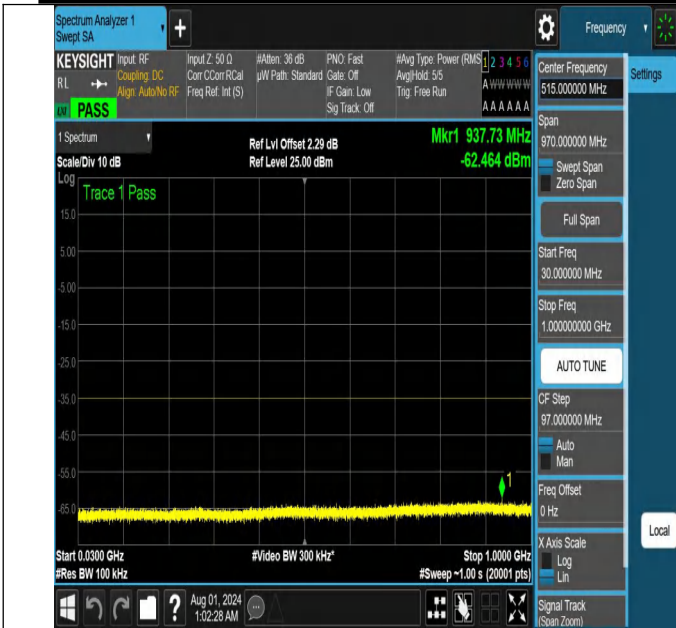 Spectrum Analyzer 1
Swept SA
+
Frequency
KEYSIGHT
RL
PASS
Input: RF
Coupling: DC
Align: Auto/No RF
Input Z: 50 Ω
Corr CCorr RCal
Freq Ref: Int (S)
#Atten: 36 dB
µW Path: Standard
PNO: Fast
Gate: Off
IF Gain: Low
Sig Track: Off
#Avg Type: Power (RMS
Avg|Hold: 5/5
Trig: Free Run
1 2 3 4 5 6
A W W W W W
A A A A A A
Center Frequency
515.000000 MHz
Settings
1 Spectrum
Scale/Div 10 dB
Ref Lvl Offset 2.29 dB
Ref Level 25.00 dBm
Mkr1 937.73 MHz
-62.464 dBm
Log
Trace 1 Pass
15.0
5.00
-5.00
-15.0
-25.0
-35.0
-45.0
-55.0
-65.0
1
Start 0.0300 GHz
#Res BW 100 kHz
#Video BW 300 kHz*
Stop 1.0000 GHz
#Sweep ~1.00 s (20001 pts)
Span
970.000000 MHz
Swept Span
Zero Span
Full Span
Start Freq
30.000000 MHz
Stop Freq
1.000000000 GHz
AUTO TUNE
CF Step
97.000000 MHz
Auto
Man
Freq Offset
0 Hz
X Axis Scale
Log
Lin
Local
Signal Track
(Span Zoom)
?
Aug 01, 2024
1:02:28 AM